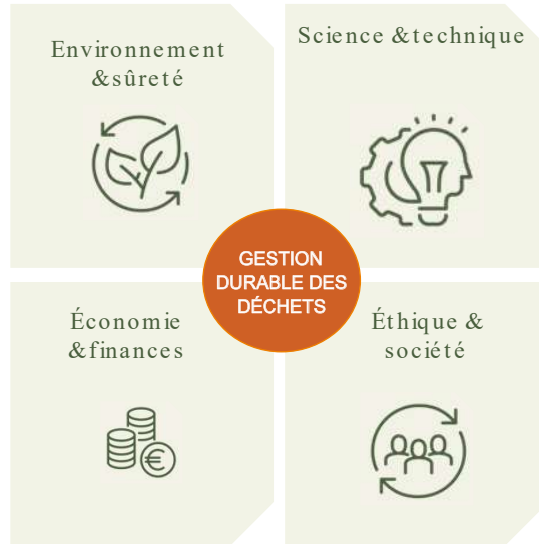 Environnement
&sûreté
Science &technique
GESTION
DURABLE DES
DÉCHETS
Économie
&finances
Éthique &
société
€